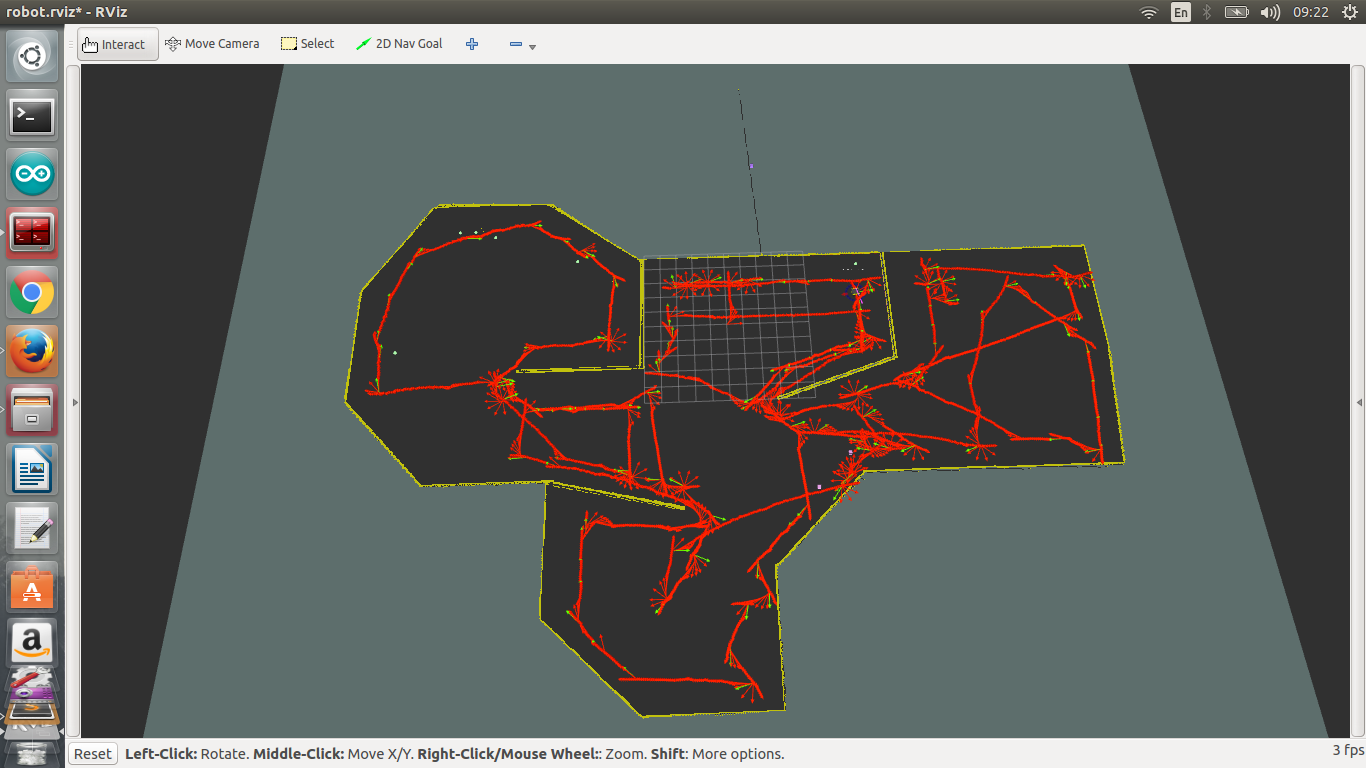 robot.rviz* - RViz
En
09:22
Interact
Move Camera
Select
2D Nav Goal
Reset
Left-Click: Rotate. Middle-Click: Move X/Y. Right-Click/Mouse Wheel:: Zoom. Shift: More options.
3 fps